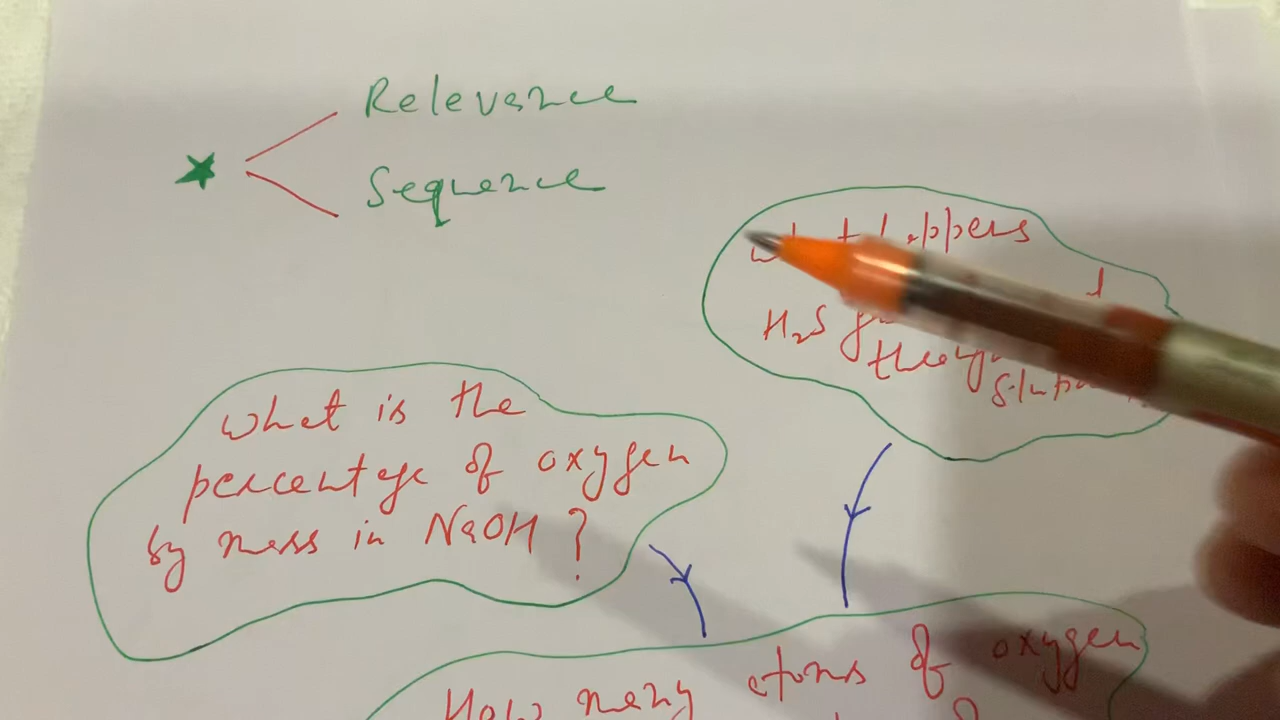 Relevance
Sequence
happens
H2S
through
what is the
percentage of oxygen
by mass in NaOH?
How many atoms of oxygen